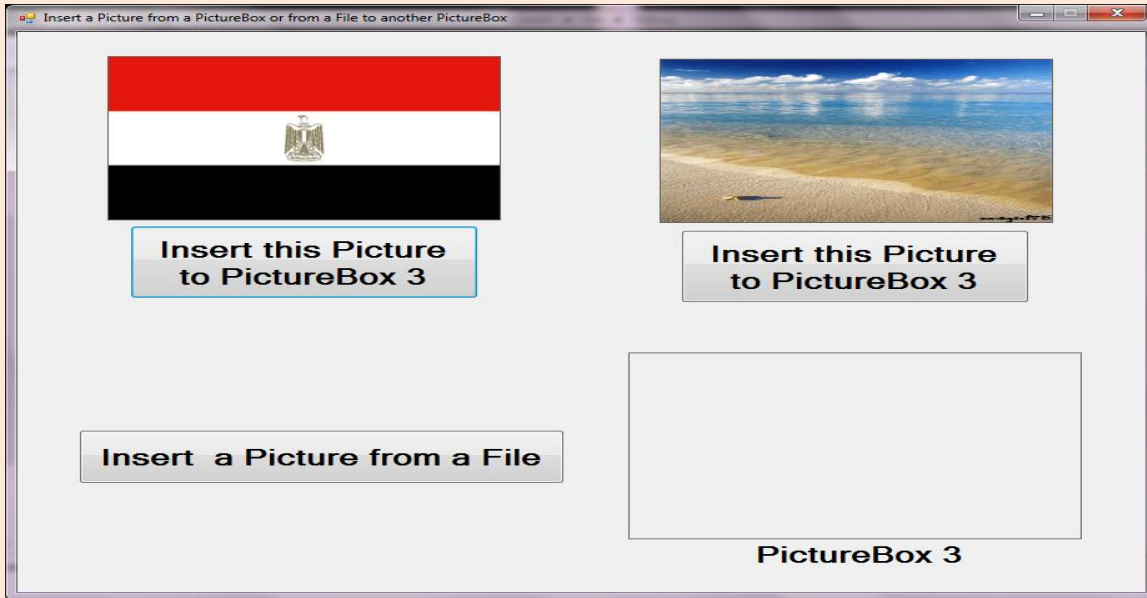 Insert a Picture from a PictureBox or from a File to another PictureBox
Insert this Picture
to PictureBox 3
Insert this Picture
to PictureBox 3
Insert  a Picture from a File
PictureBox 3